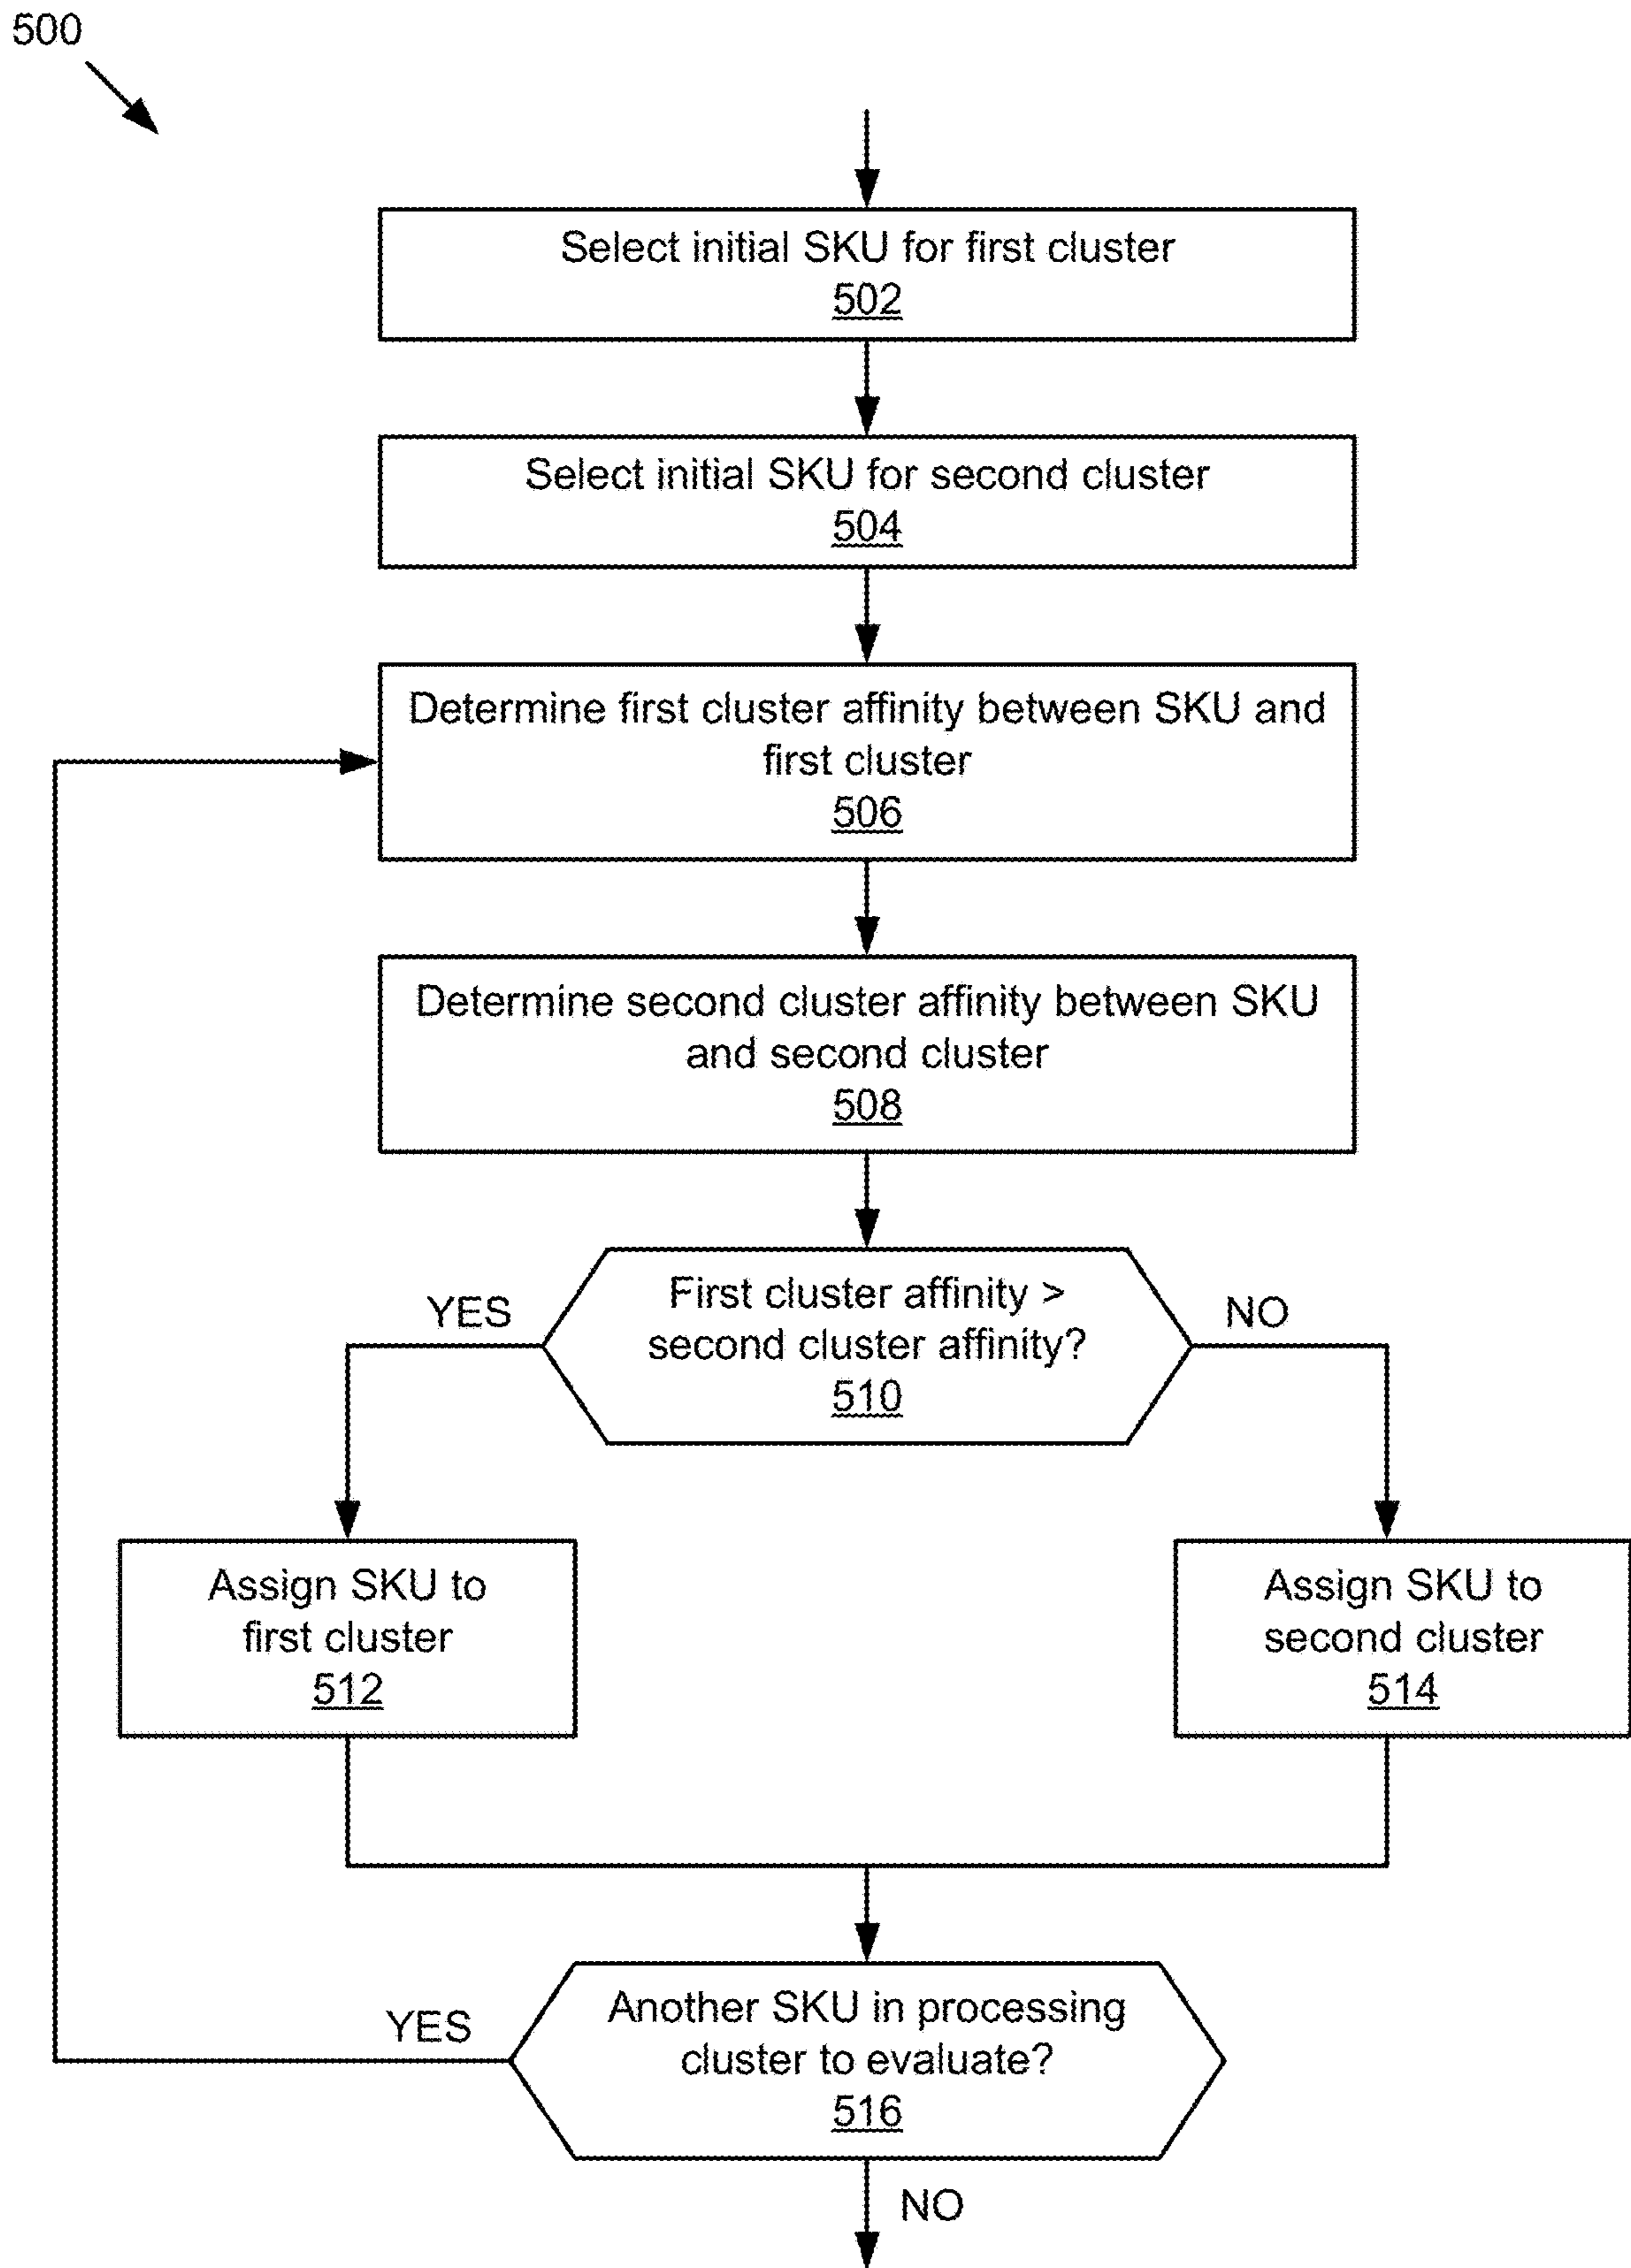 500
Select initial SKU for first cluster
502
Select initial SKU for second cluster
504
Determine first cluster affinity between SKU and
first cluster
506
Determine second cluster affinity between SKU
and second cluster
508
First cluster affinity >
second cluster affinity?
510
YES
NO
Assign SKU to
first cluster
512
Assign SKU to
second cluster
514
Another SKU in processing
cluster to evaluate?
516
YES
NO